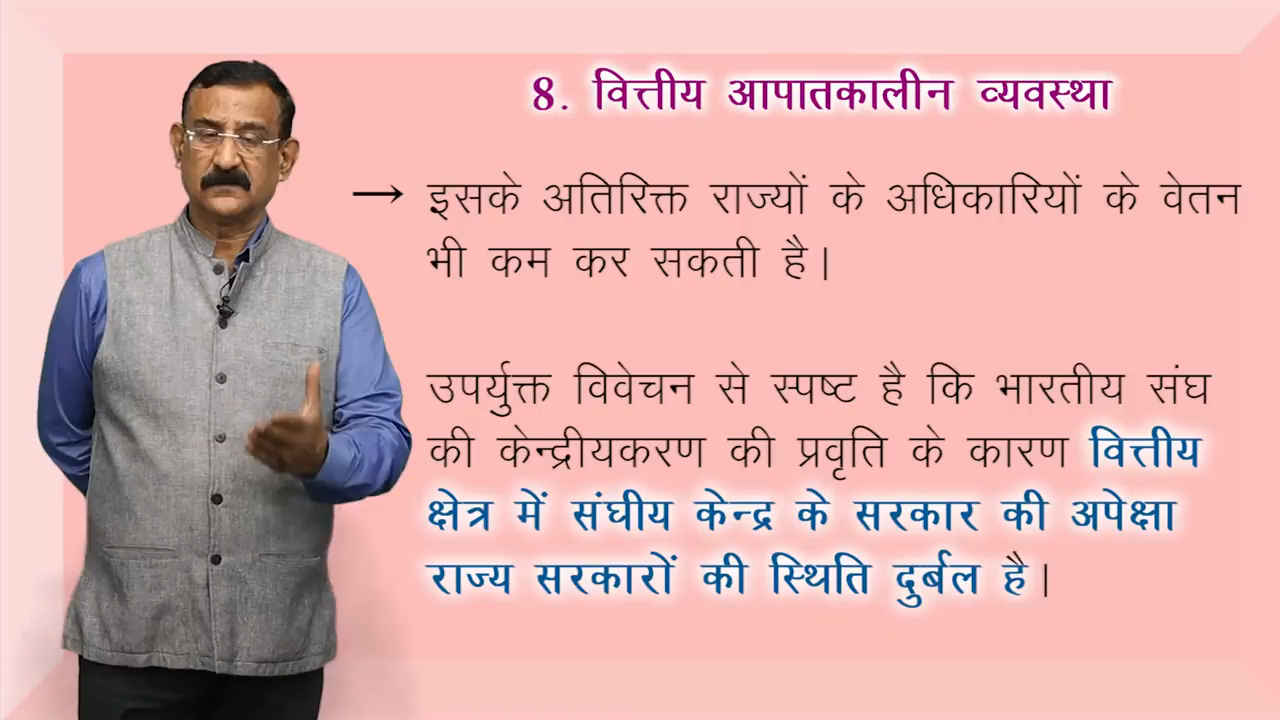 8. वित्तीय आपातकालीन व्यवस्था
→ इसके अतिरिक्त राज्यों के अधिकारियों के वेतन
भी कम कर सकती है।
उपर्युक्त विवेचन से स्पष्ट है कि भारतीय संघ
की केन्द्रीयकरण की प्रवृति के कारण वित्तीय
क्षेत्र में संघीय केन्द्र के सरकार की अपेक्षा
राज्य सरकारों की स्थिति दुर्बल है।